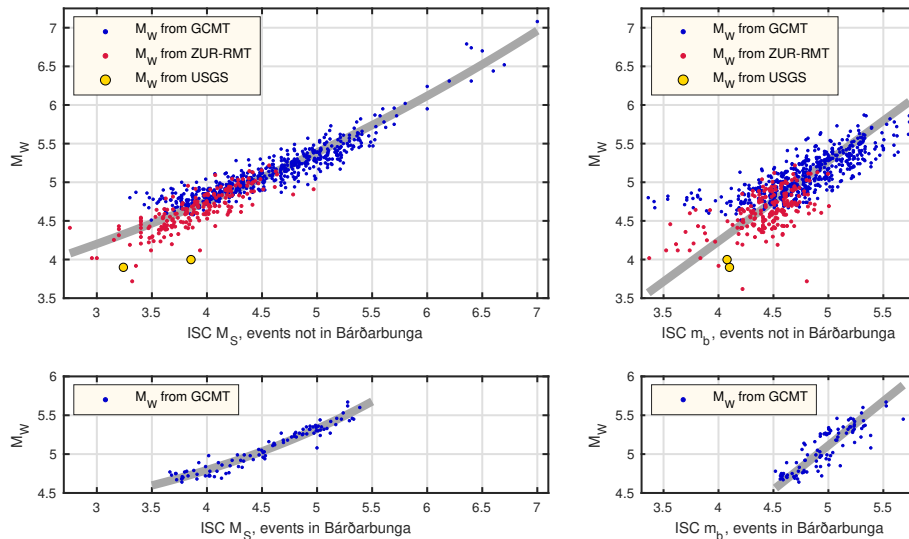 M_W from GCMT
M_W from ZUR-RMT
M_W from USGS
7
6.5
6
5.5
5
4.5
4
3.5
M_W
3 3.5 4 4.5 5 5.5 6 6.5 7
ISC M_S, events not in Bárðarbunga
M_W from GCMT
M_W from ZUR-RMT
M_W from USGS
7
6.5
6
5.5
5
4.5
4
3.5
M_W
3.5 4 4.5 5 5.5
ISC m_b, events not in Bárðarbunga
M_W from GCMT
6
5.5
5
4.5
M_W
3 3.5 4 4.5 5 5.5 6 6.5 7
ISC M_S, events in Bárðarbunga
M_W from GCMT
6
5.5
5
4.5
M_W
3.5 4 4.5 5 5.5
ISC m_b, events in Bárðarbunga